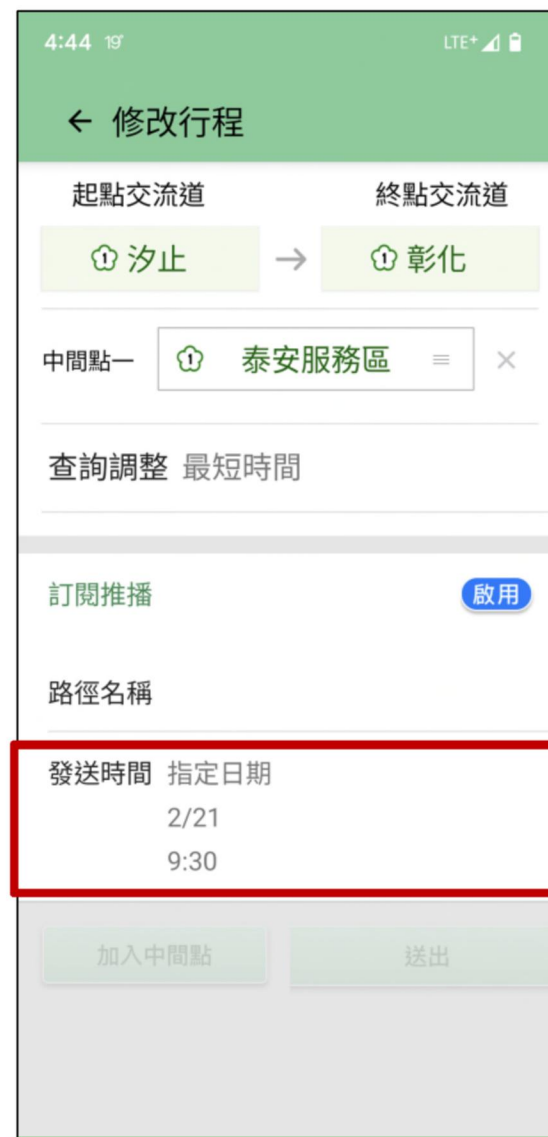 4:44 19° LTE+
← 修改行程
起點交流道 終點交流道
1 汐止 → 1 彰化
中間點一 1 泰安服務區 = ×
查詢調整 最短時間
訂閱推播 啟用
路徑名稱
發送時間 指定日期
2/21
9:30
加入中間點 送出